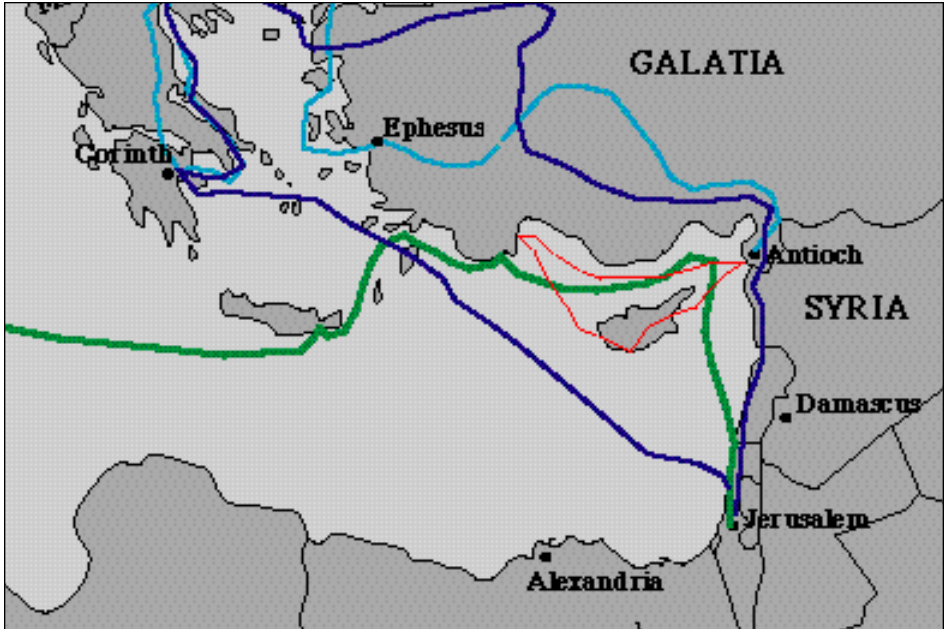 GALATIA
Ephesus
Corinth
Antioch
SYRIA
Damascus
Jerusalem
Alexandria